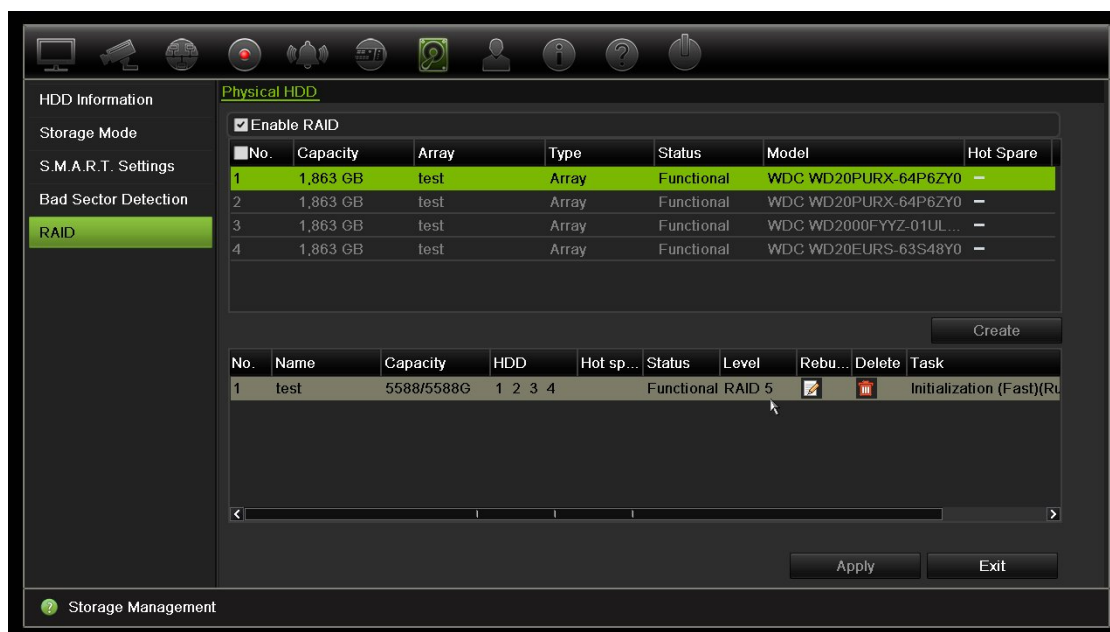 HDD Information
Storage Mode
S.M.A.R.T. Settings
Bad Sector Detection
RAID
Physical HDD
Enable RAID
No. Capacity Array Type Status Model Hot Spare
1 1,863 GB test Array Functional WDC WD20PURX-64P6ZY0 –
2 1,863 GB test Array Functional WDC WD20PURX-64P6ZY0 –
3 1,863 GB test Array Functional WDC WD2000FYYZ-01UL... –
4 1,863 GB test Array Functional WDC WD20EURS-63S48Y0 –
Create
No. Name Capacity HDD Hot sp... Status Level Rebu... Delete Task
1 test 5588/5588G 1 2 3 4 Functional RAID 5 Initialization (Fast)(Ru
Apply Exit
Storage Management